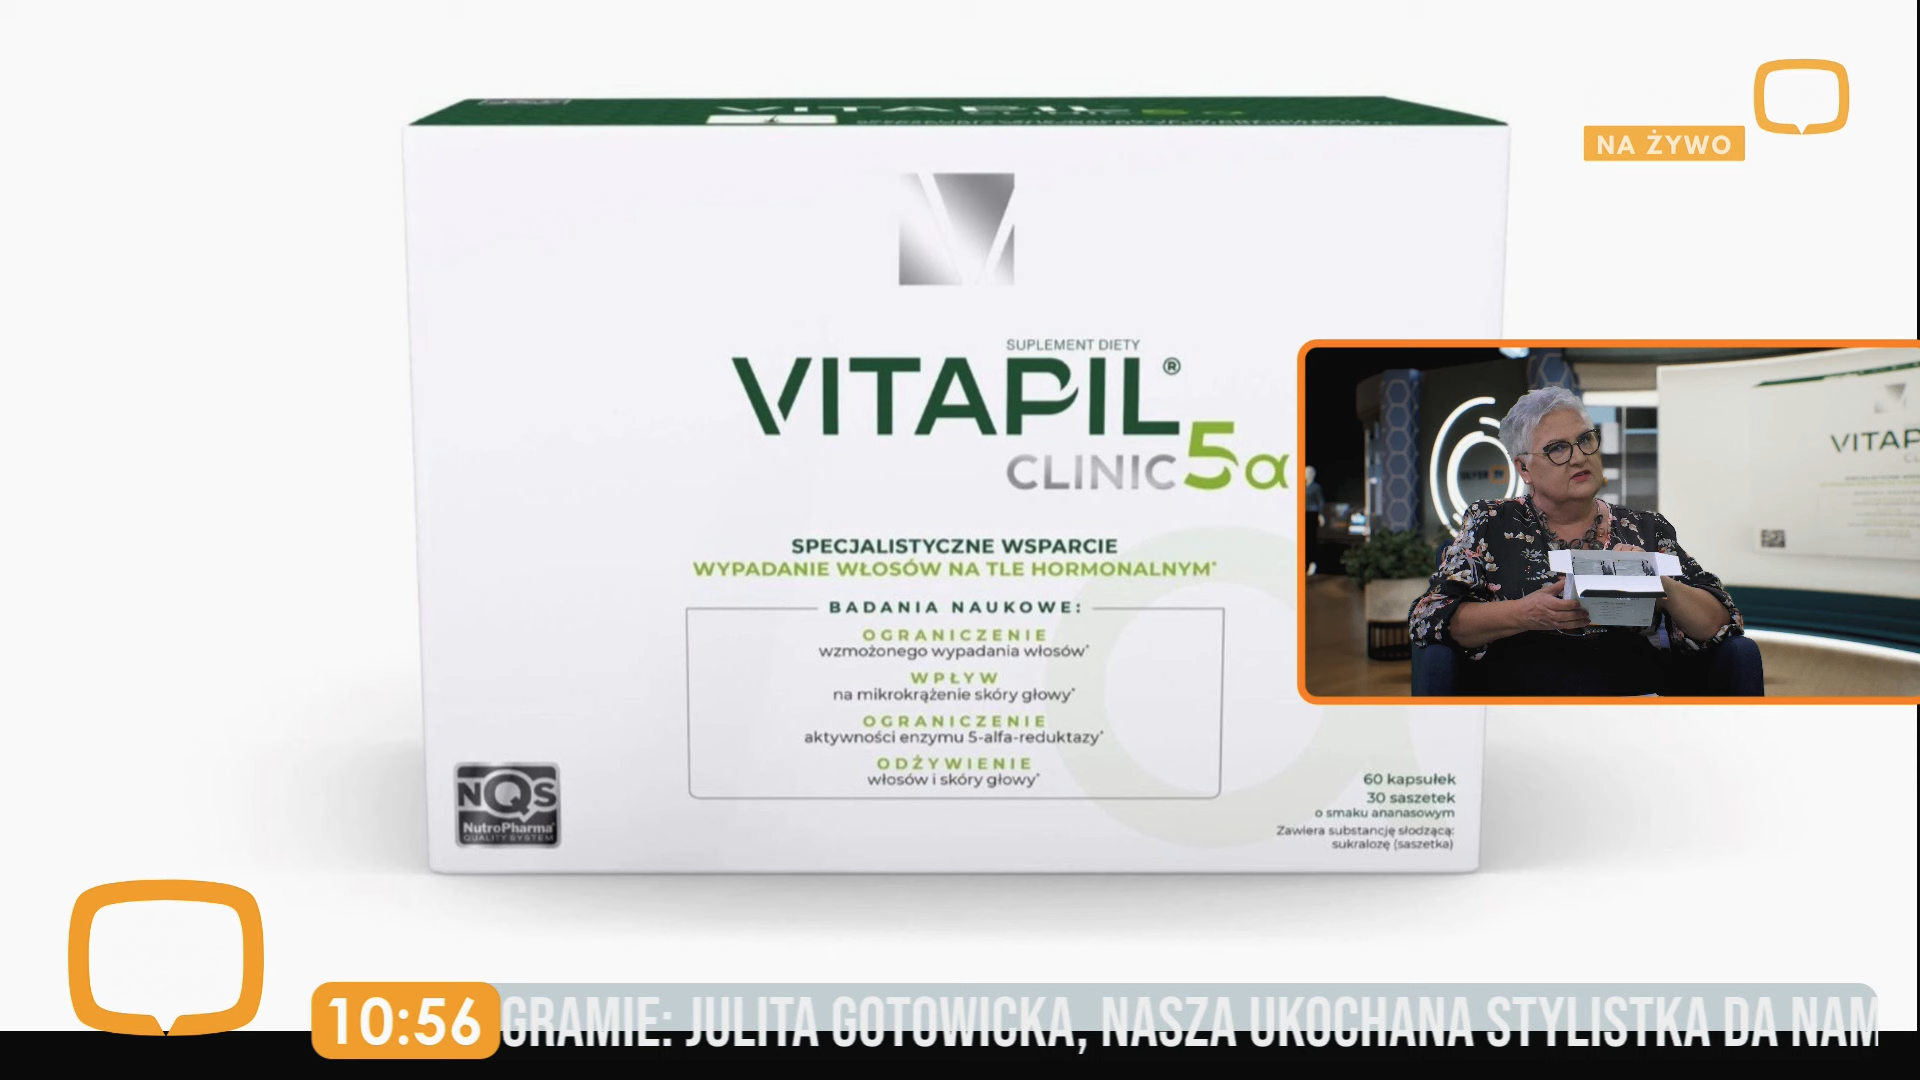 NA ŻYWO
VITAPIL
SUPLEMENT DIETY
VITAPIL®
CLINIC 5α
SPECJALISTYCZNE WSPARCIE
WYPADANIE WŁOSÓW NA TLE HORMONALNYM*
BADANIA NAUKOWE:
OGRANICZENIE
wzmożonego wypadania włosów*
WPŁYW
na mikrokrążenie skóry głowy*
OGRANICZENIE
aktywności enzymu 5-alfa-reduktazy*
ODŻYWIENIE
włosów i skóry głowy*
60 kapsułek
30 saszetek
o smaku ananasowym
Zawiera substancję słodzącą:
sukralozę (saszetka)
NQS
NutroPharma
QUALITY SYSTEM
VITAP
10:56
GRAMIE: JULITA GOTOWICKA, NASZA UKOCHANA STYLISTKA DA NAM